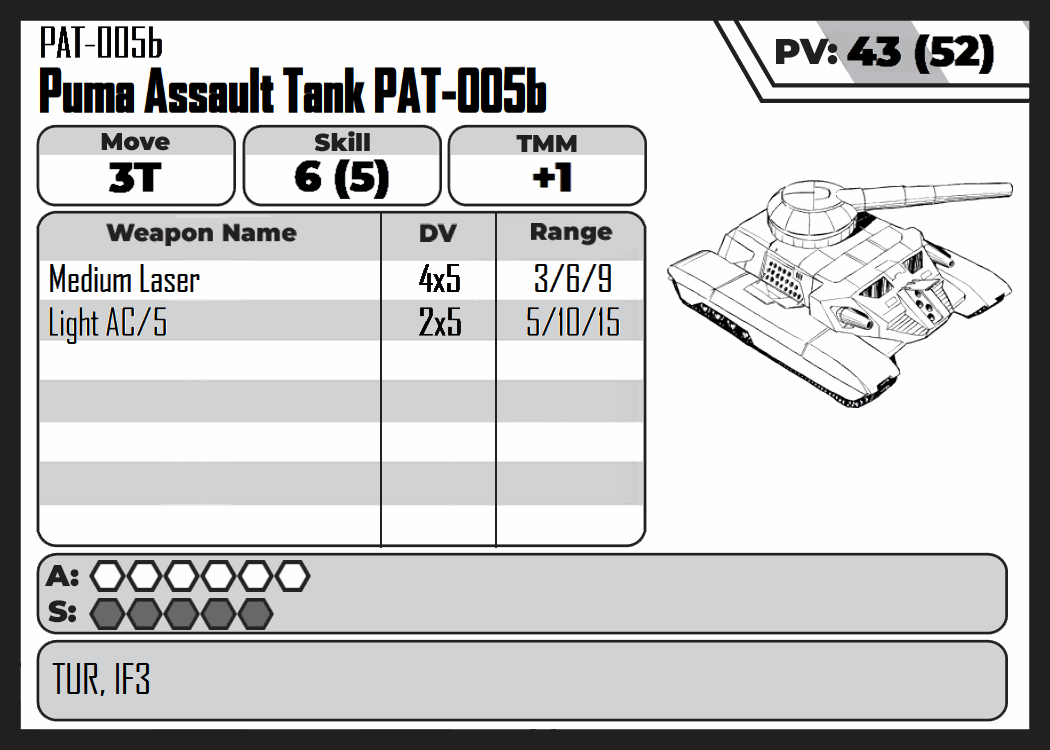 PAT-005b
PV: 43 (52)
Puma Assault Tank PAT-005b
Move Skill TMM
3T 6 (5) +1
Weapon Name DV Range
Medium Laser 4x5 3/6/9
Light AC/5 2x5 5/10/15
A:
S:
TUR, IF3